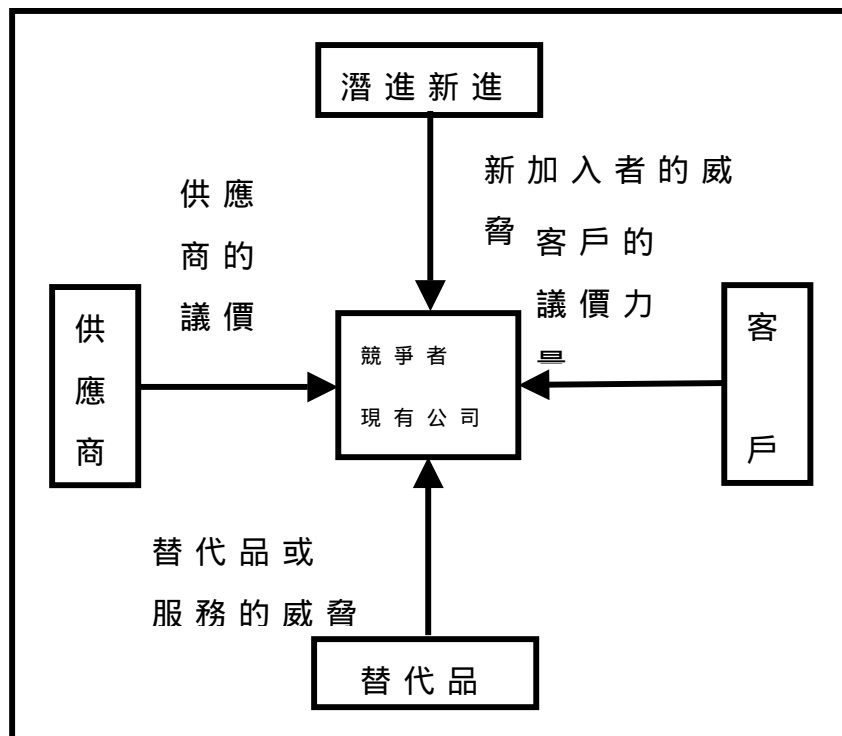 潛進新進
新加入者的威
脅
供應
商的
議價
客戶的
議價力
供
應
商
競爭者
現有公司
客
戶
替代品或
服務的威脅
替代品